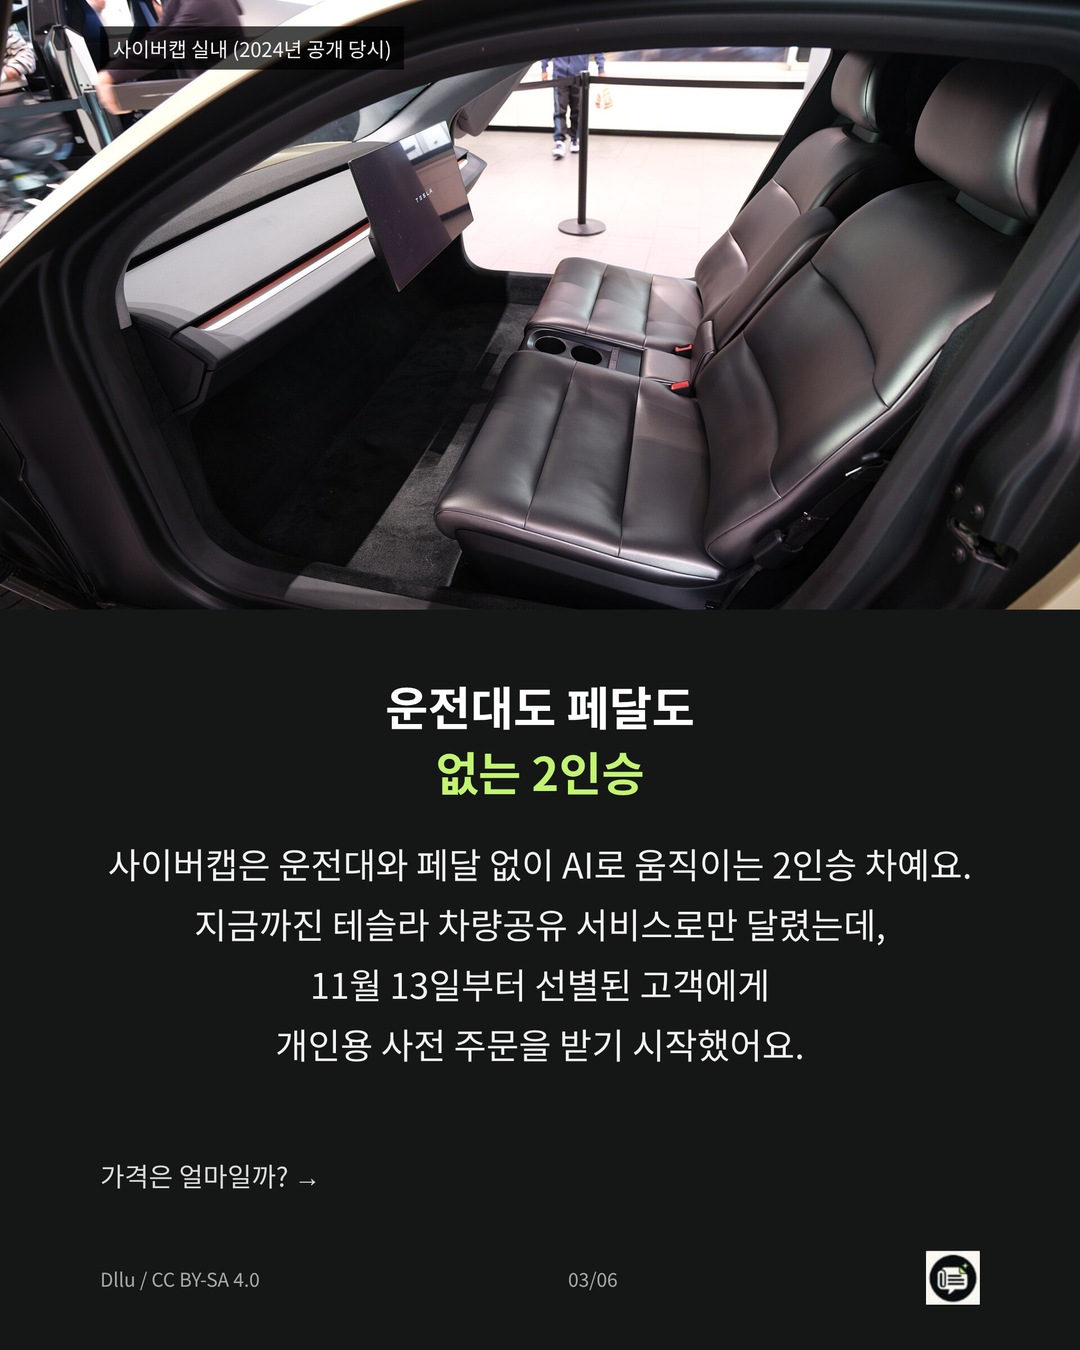 사이버캡 실내 (2024년 공개 당시)
TESLA
운전대도 페달도
없는 2인승
사이버캡은 운전대와 페달 없이 AI로 움직이는 2인승 차예요.
지금까진 테슬라 차량공유 서비스로만 달렸는데,
11월 13일부터 선별된 고객에게
개인용 사전 주문을 받기 시작했어요.
가격은 얼마일까? →
Dllu / CC BY-SA 4.0
03/06